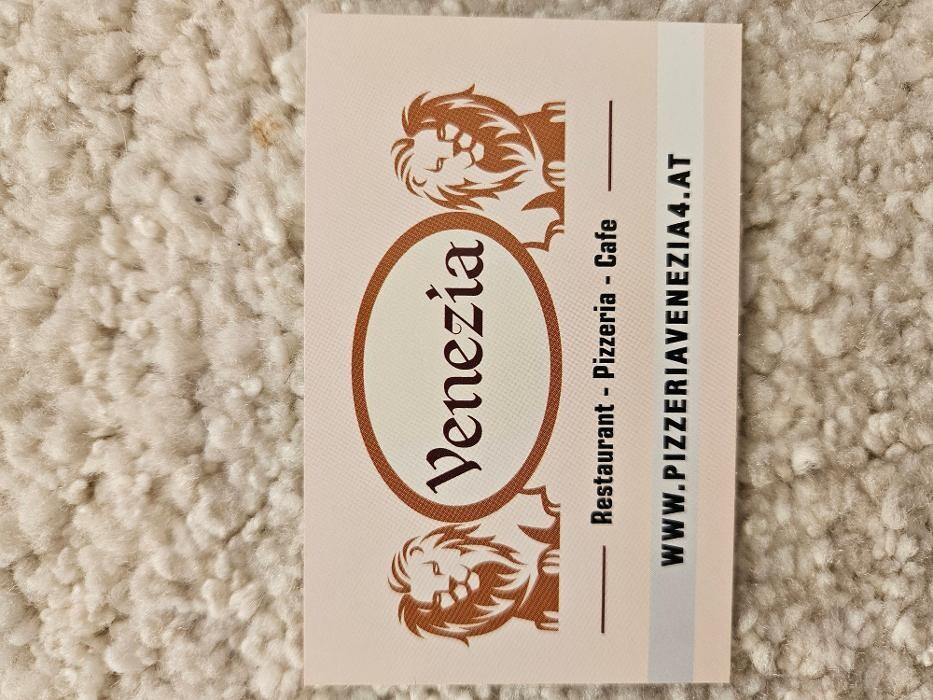 Venezia
Restaurant - Pizzeria - Cafe
WWW.PIZZERIAVENEZIA4.AT